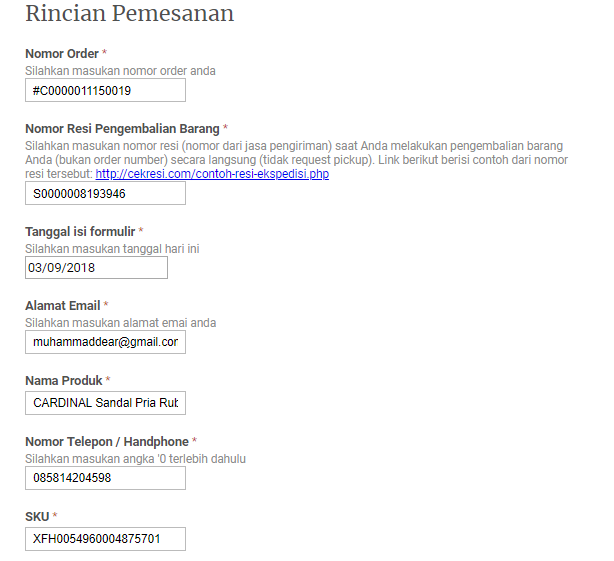 Rincian Pemesanan
Nomor Order *
Silahkan masukan nomor order anda
#C0000011150019
Nomor Resi Pengembalian Barang *
Silahkan masukan nomor resi (nomor dari jasa pengiriman) saat Anda melakukan pengembalian barang
Anda (bukan order number) secara langsung (tidak request pickup). Link berikut berisi contoh dari nomor
resi tersebut: http://cekresi.com/contoh-resi-ekspedisi.php
S0000008193946
Tanggal isi formulir *
Silahkan masukan tanggal hari ini
03/09/2018
Alamat Email *
Silahkan masukan alamat emai anda
muhammaddear@gmail.cor
Nama Produk *
CARDINAL Sandal Pria Rub
Nomor Telepon / Handphone *
Silahkan masukan angka '0 terlebih dahulu
085814204598
SKU *
XFH0054960004875701